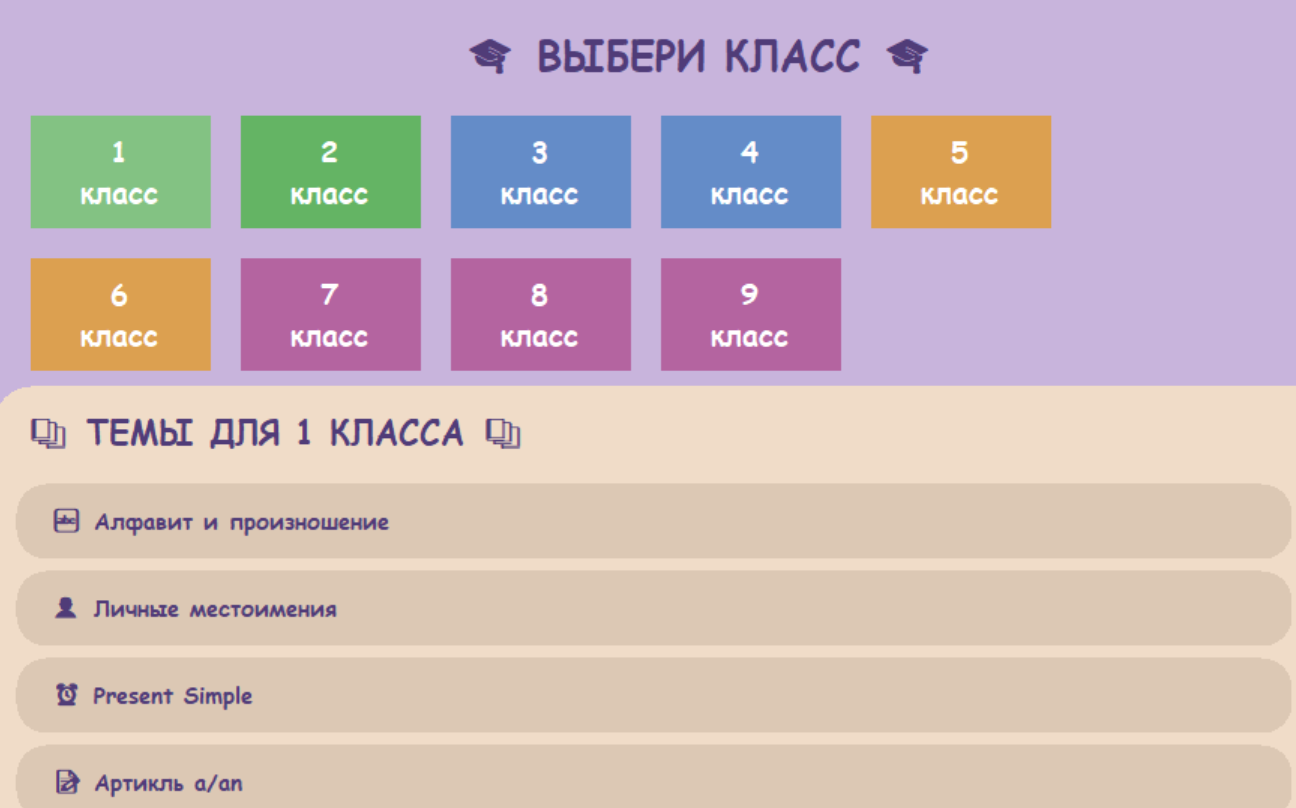 ВЫБЕРИ КЛАСС
1
класс
2
класс
3
класс
4
класс
5
класс
6
класс
7
класс
8
класс
9
класс
ТЕМЫ ДЛЯ 1 КЛАССА
abc Алфавит и произношение
Личные местоимения
Present Simple
Артикль a/an